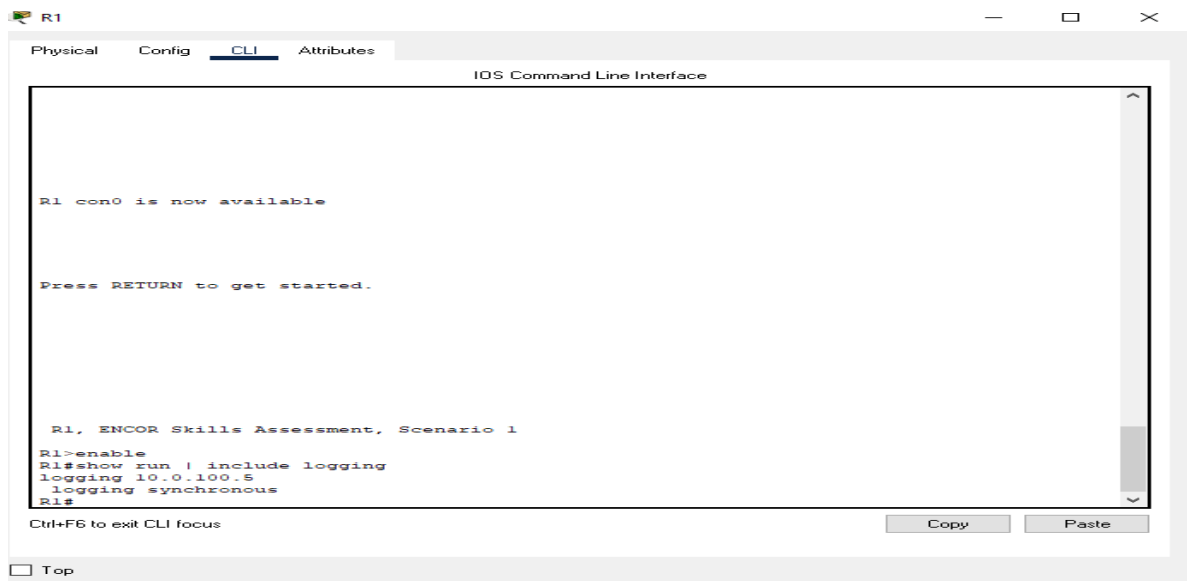 R1
Physical Config CLI Attributes
IOS Command Line Interface
R1 con0 is now available
Press RETURN to get started.
R1, ENCOR Skills Assessment, Scenario 1
R1>enable
R1#show run | include logging
logging 10.0.100.5
logging synchronous
R1#
Ctrl+F6 to exit CLI focus
Copy Paste
Top